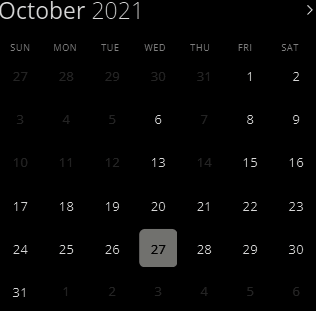 October 2021
SUN MON TUE WED THU FRI SAT
27 28 29 30 31 1 2
3 4 5 6 7 8 9
10 11 12 13 14 15 16
17 18 19 20 21 22 23
24 25 26 27 28 29 30
31 1 2 3 4 5 6